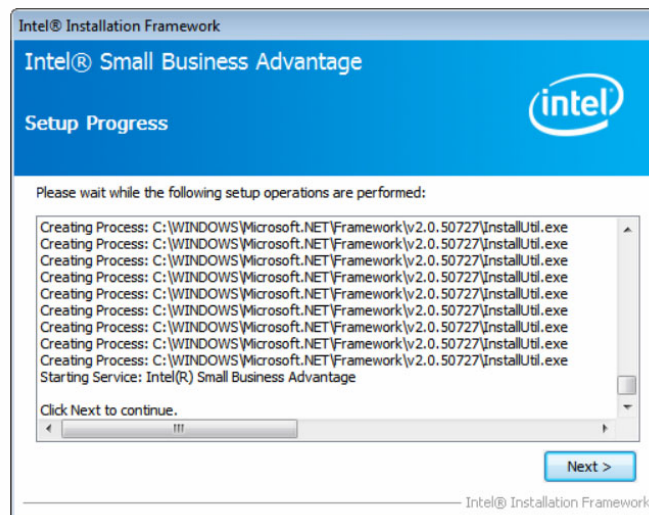 Intel® Installation Framework
Intel® Small Business Advantage
intel
Setup Progress
Please wait while the following setup operations are performed:
Creating Process: C:\WINDOWS\Microsoft.NET\Framework\v2.0.50727\InstallUtil.exe
Creating Process: C:\WINDOWS\Microsoft.NET\Framework\v2.0.50727\InstallUtil.exe
Creating Process: C:\WINDOWS\Microsoft.NET\Framework\v2.0.50727\InstallUtil.exe
Creating Process: C:\WINDOWS\Microsoft.NET\Framework\v2.0.50727\InstallUtil.exe
Creating Process: C:\WINDOWS\Microsoft.NET\Framework\v2.0.50727\InstallUtil.exe
Creating Process: C:\WINDOWS\Microsoft.NET\Framework\v2.0.50727\InstallUtil.exe
Creating Process: C:\WINDOWS\Microsoft.NET\Framework\v2.0.50727\InstallUtil.exe
Creating Process: C:\WINDOWS\Microsoft.NET\Framework\v2.0.50727\InstallUtil.exe
Creating Process: C:\WINDOWS\Microsoft.NET\Framework\v2.0.50727\InstallUtil.exe
Starting Service: Intel(R) Small Business Advantage
Click Next to continue.
Next >
Intel® Installation Framework